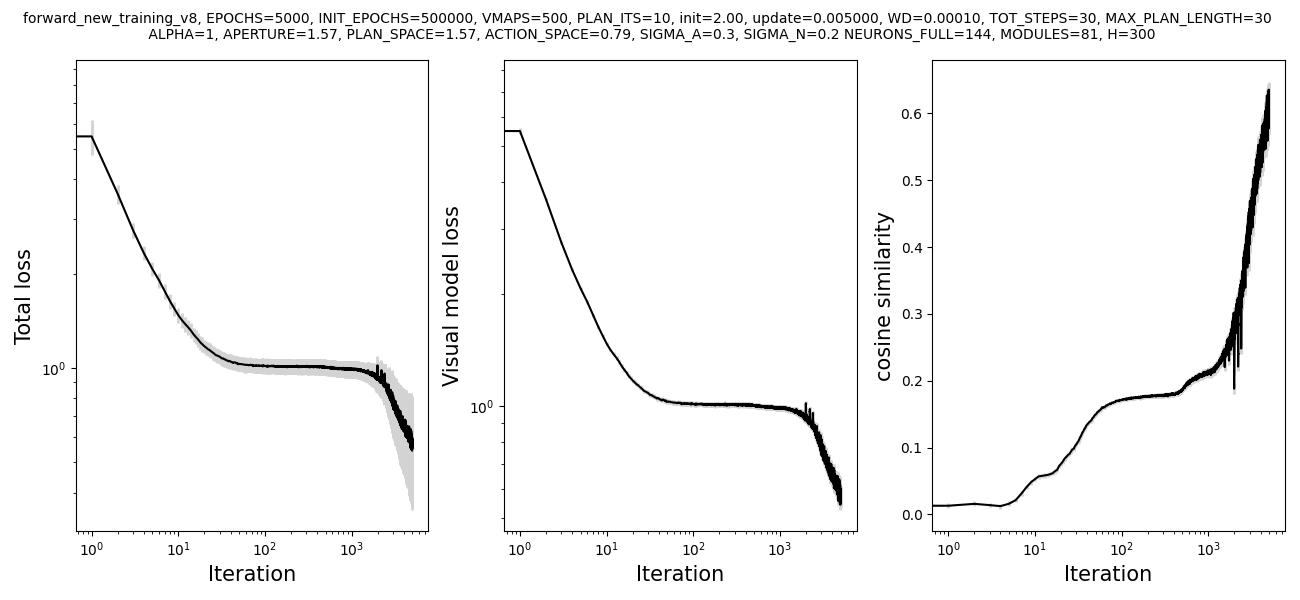 forward_new_training_v8, EPOCHS=5000, INIT_EPOCHS=500000, VMAPS=500, PLAN_ITS=10, init=2.00, update=0.005000, WD=0.00010, TOT_STEPS=30, MAX_PLAN_LENGTH=30
ALPHA=1, APERTURE=1.57, PLAN_SPACE=1.57, ACTION_SPACE=0.79, SIGMA_A=0.3, SIGMA_N=0.2 NEURONS_FULL=144, MODULES=81, H=300
Total loss
10⁰
10⁰ 10¹ 10² 10³
Iteration
Visual model loss
10⁰
10⁰ 10¹ 10² 10³
Iteration
cosine similarity
0.6
0.5
0.4
0.3
0.2
0.1
0.0
10⁰ 10¹ 10² 10³
Iteration